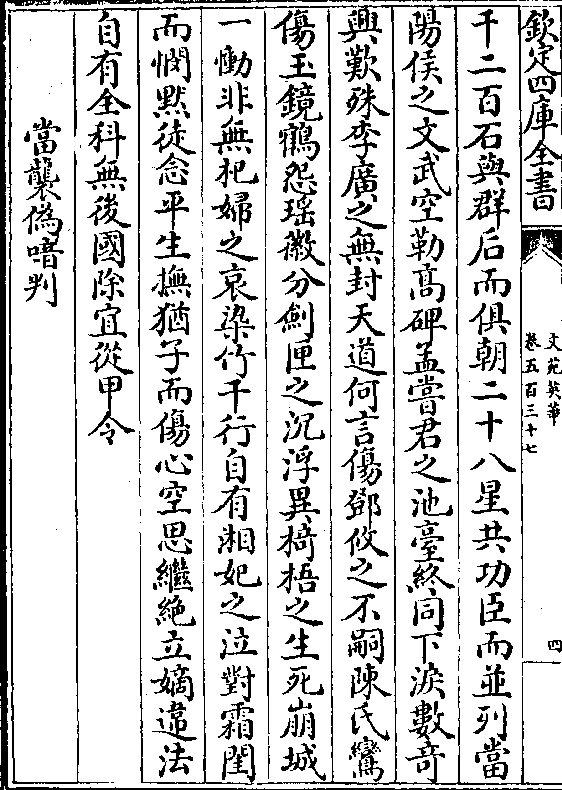 欽定四庫全書
文苑英華
卷五百三十七
四
千二百石與群后而俱朝二十八星共功臣而並列當
陽侯之文武空勒高碑孟嘗君之池臺終同下淚數奇
興歎殊李廣之無封天道何言傷鄧攸之不嗣陳氏鸞
傷玉鏡鶴怨瑶徽分劍匣之沉浮異椅梧之生死崩城
一慟非無杞婦之哀染竹千行自有湘妃之泣對霜閨
而憫黙徒念平生撫猶子而傷心空思繼絶立嫡違法
自有全科無後國除宜從甲令
當襲偽喑判